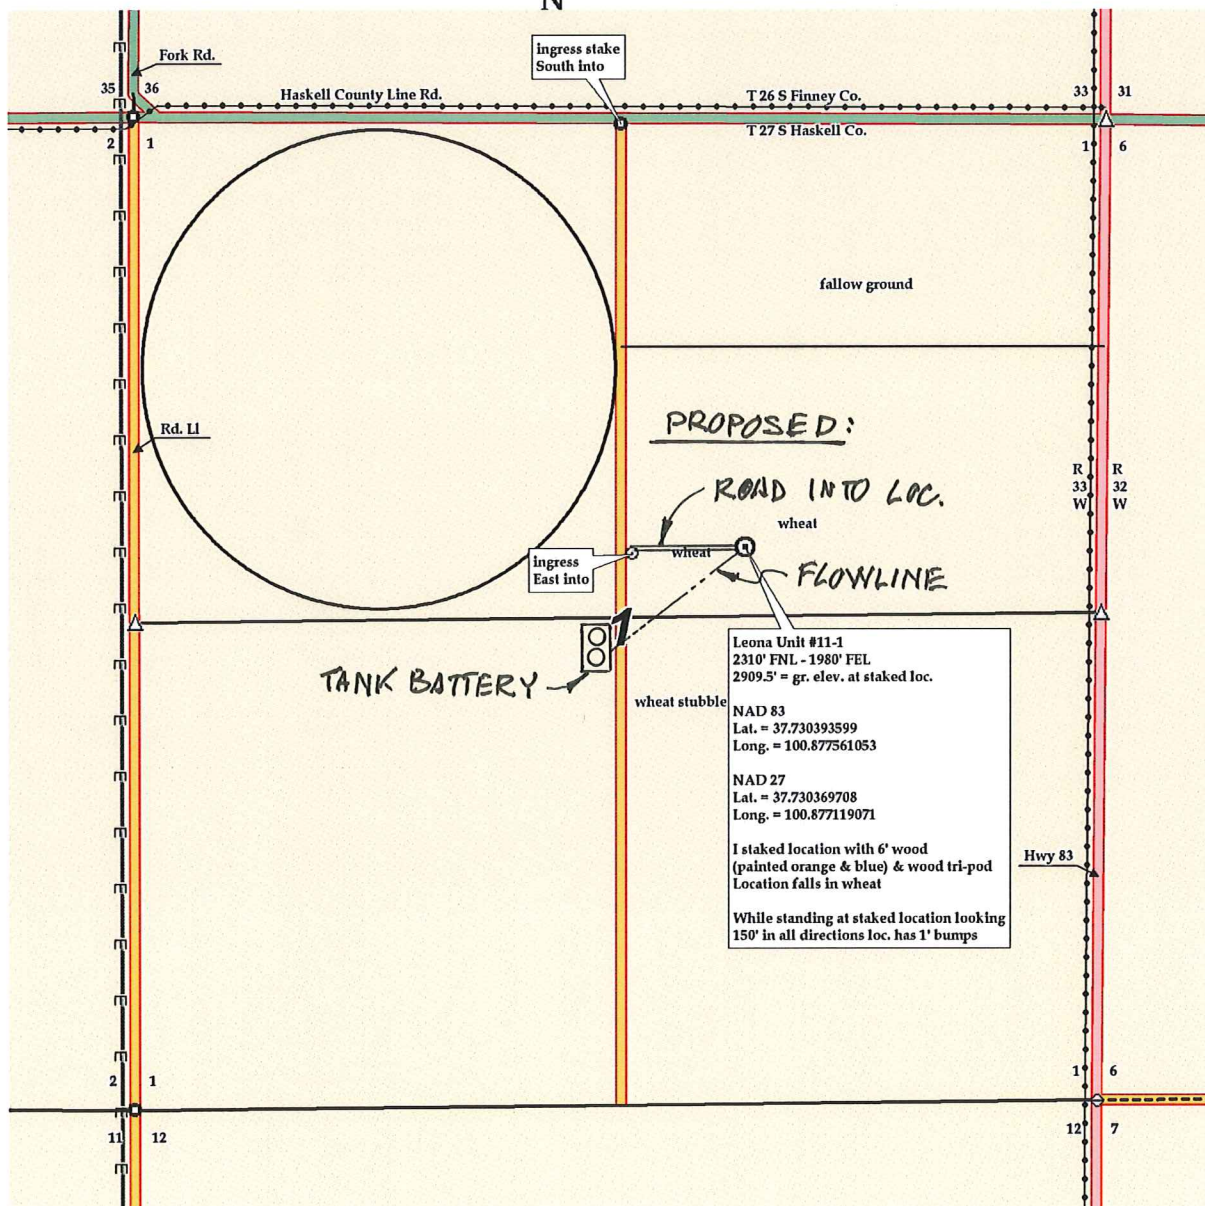 N
Fork Rd.
ingress stake
South into
35 36
Haskell County Line Rd.
T 26 S Finney Co.
33 31
T 27 S Haskell Co.
2 1
1 6
fallow ground
Rd. Ll
PROPOSED:
ROAD INTO LOC.
R R
33 32
W W
wheat
wheat
ingress
East into
FLOWLINE
1
TANK BATTERY
wheat stubble
Leona Unit #11-1
2310' FNL - 1980' FEL
2909.5' = gr. elev. at staked loc.
NAD 83
Lat. = 37.730393599
Long. = 100.877561053
NAD 27
Lat. = 37.730369708
Long. = 100.877119071
I staked location with 6' wood
(painted orange & blue) & wood tri-pod
Location falls in wheat
While standing at staked location looking
150' in all directions loc. has 1' bumps
Hwy 83
2 1
1 6
11 12
12 7